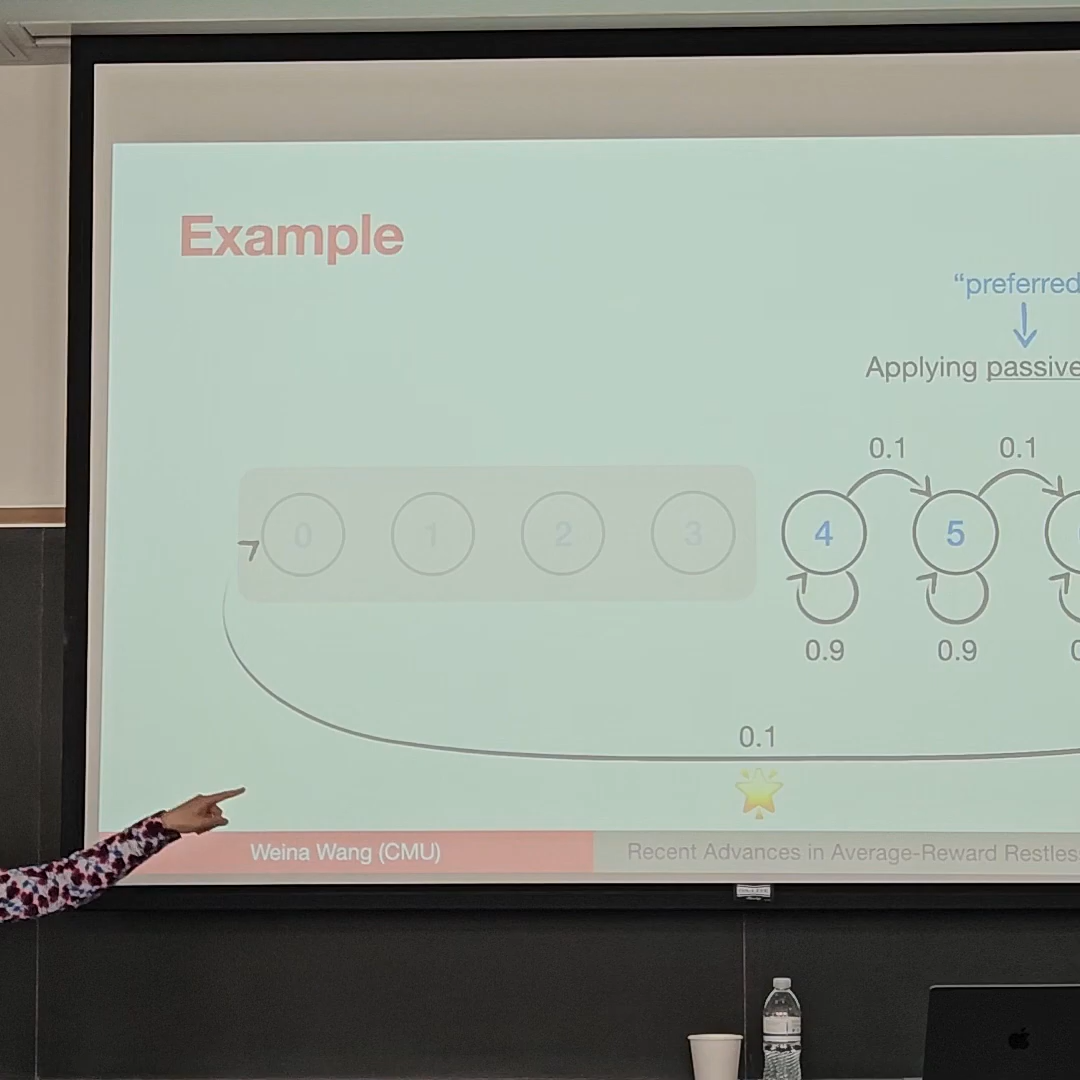 Example
“preferred
Applying passive
0.1 0.1
0 1 2 3 4 5
0.9 0.9
0.1
Weina Wang (CMU) Recent Advances in Average-Reward Restles